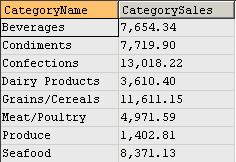 CategoryName CategorySales
Beverages 7,654.34
Condiments 7,719.90
Confections 13,018.22
Dairy Products 3,610.40
Grains/Cereals 11,611.15
Meat/Poultry 4,971.59
Produce 1,402.81
Seafood 8,371.13